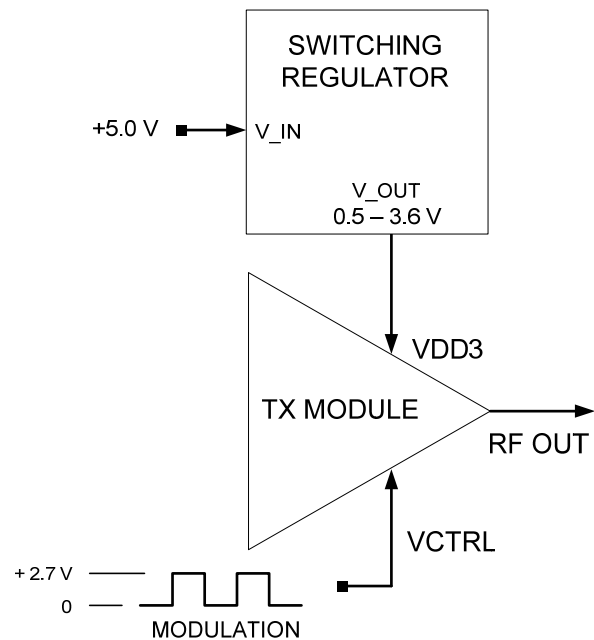 SWITCHING
REGULATOR
+5.0 V
V_IN
V_OUT
0.5 – 3.6 V
VDD3
TX MODULE
RF OUT
VCTRL
+ 2.7 V
0
MODULATION